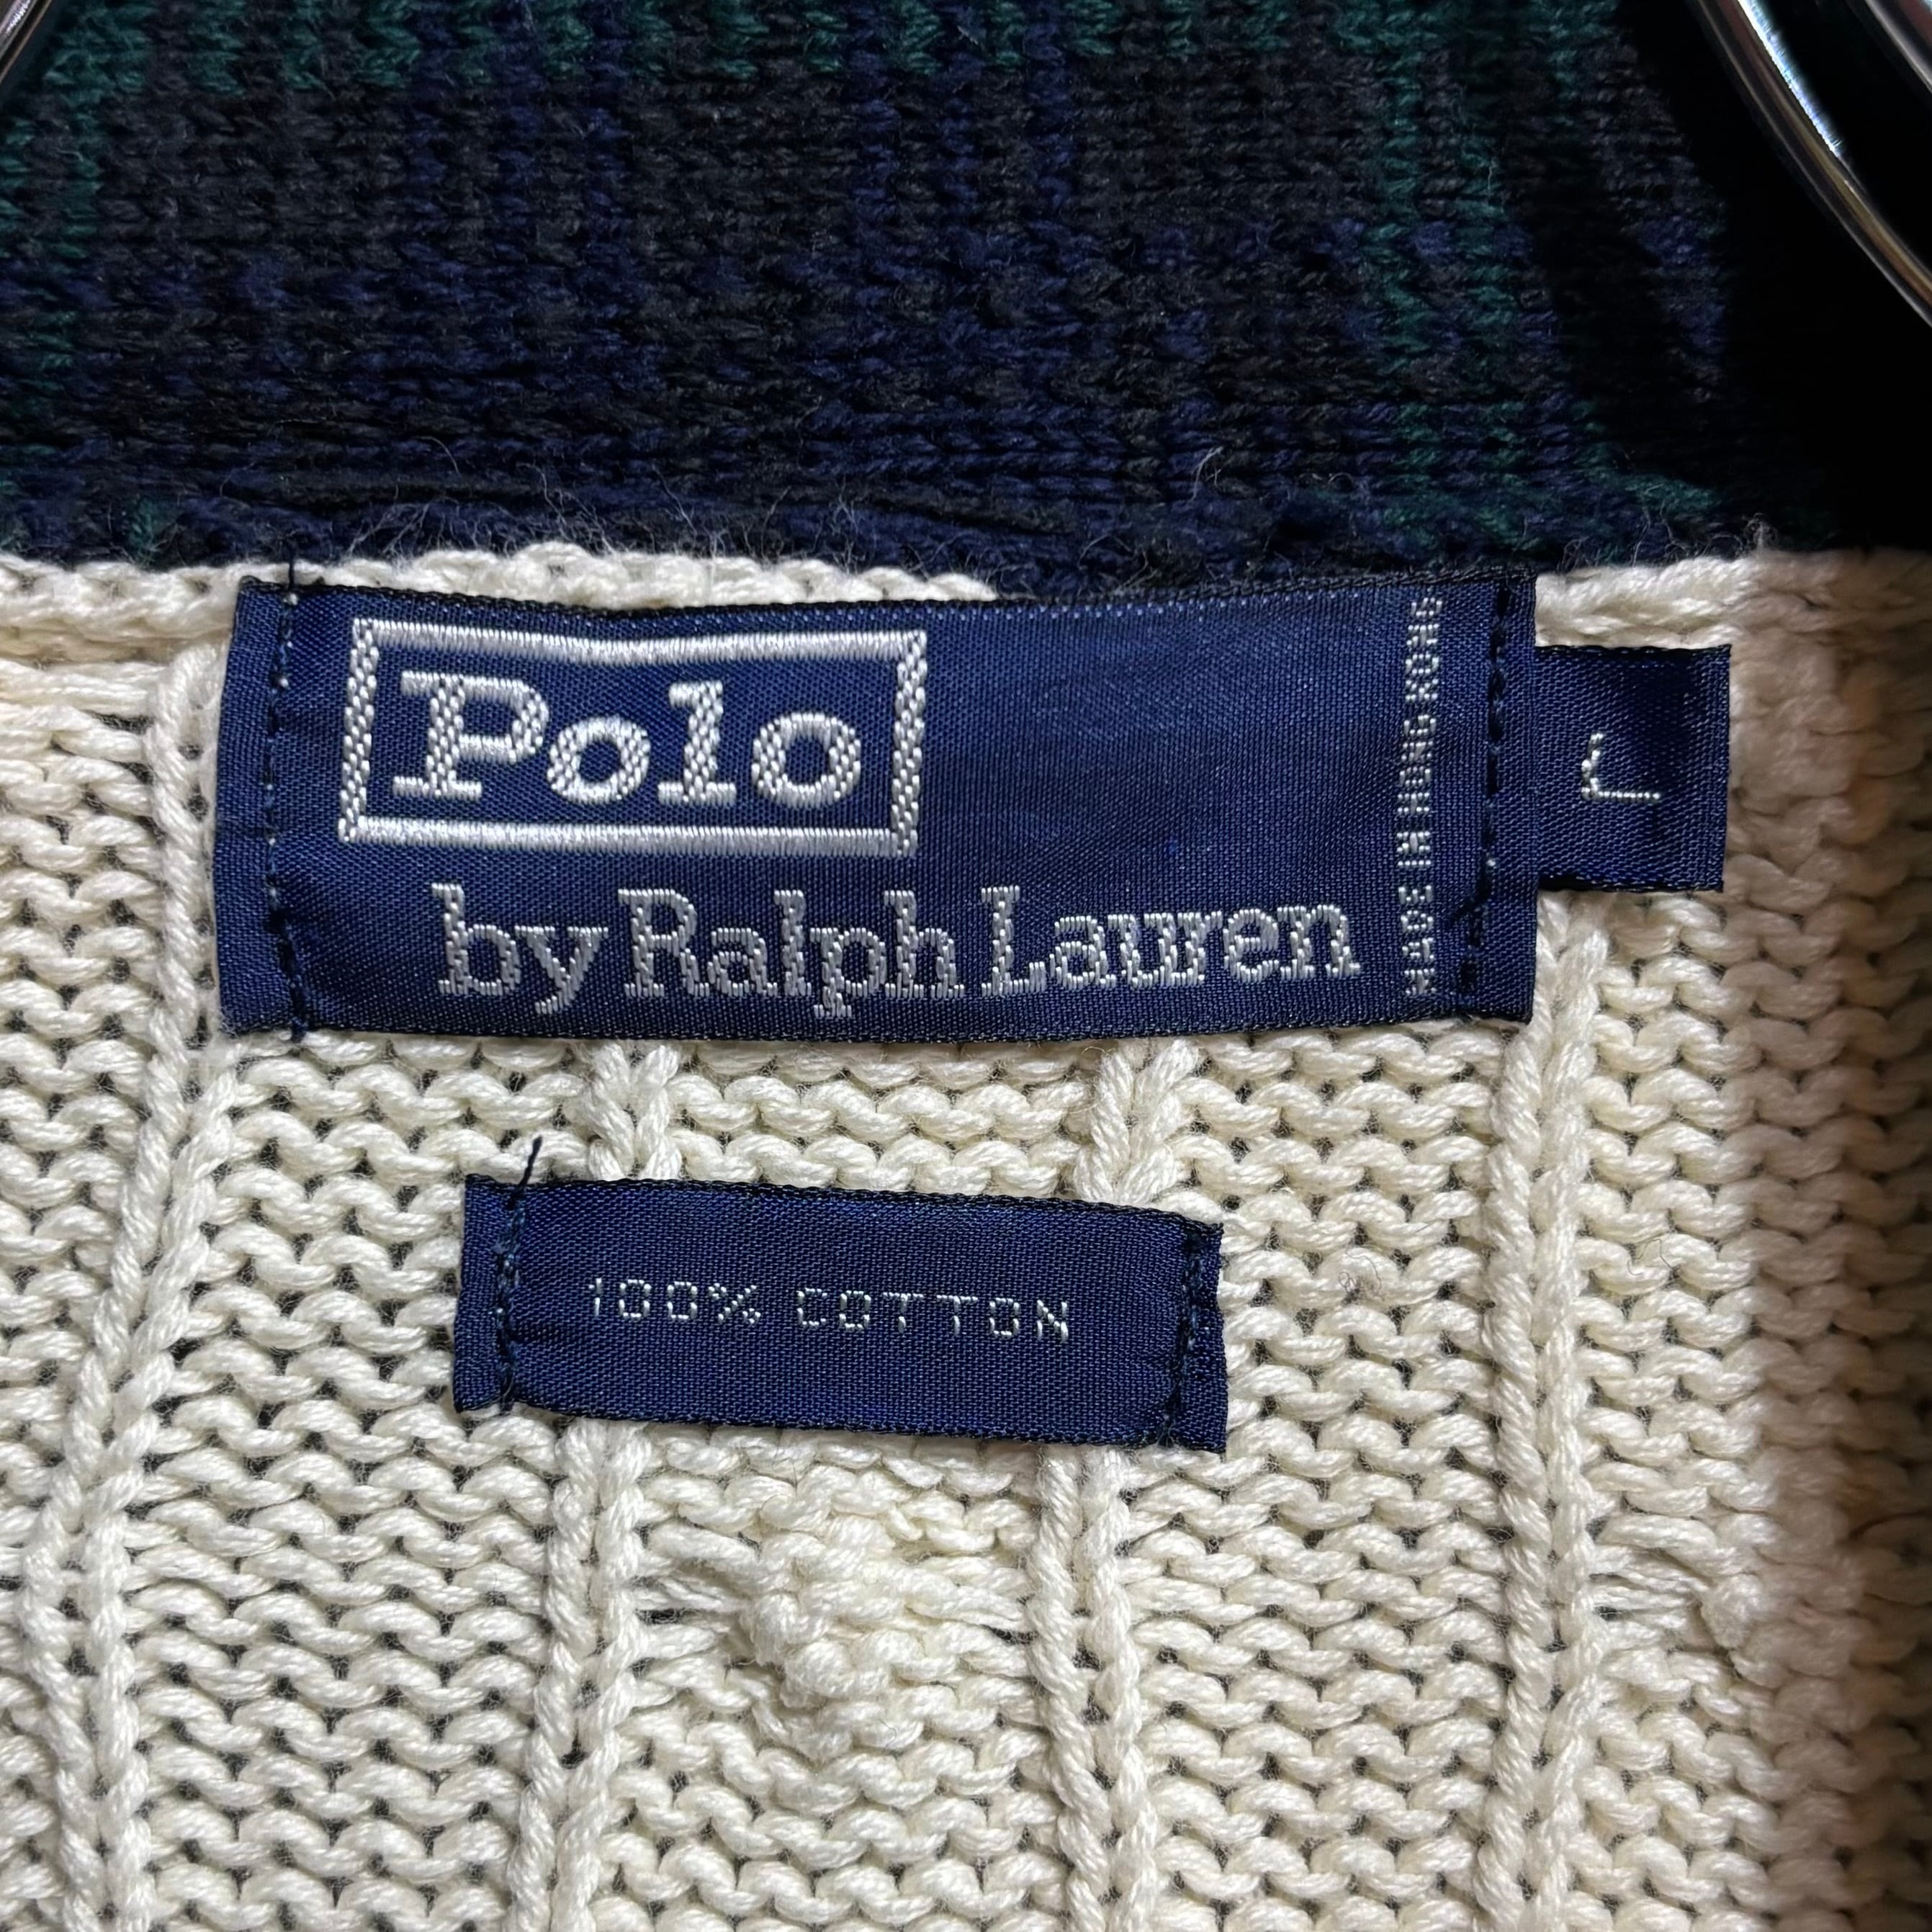 Polo
by Ralph Lauren
MADE IN HONG KONG
L
100% COTTON